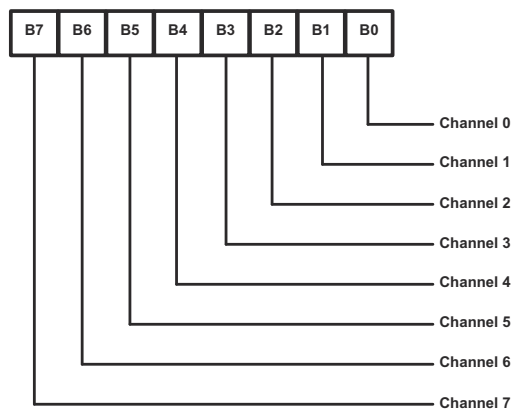 B7 B6 B5 B4 B3 B2 B1 B0
Channel 0
Channel 1
Channel 2
Channel 3
Channel 4
Channel 5
Channel 6
Channel 7